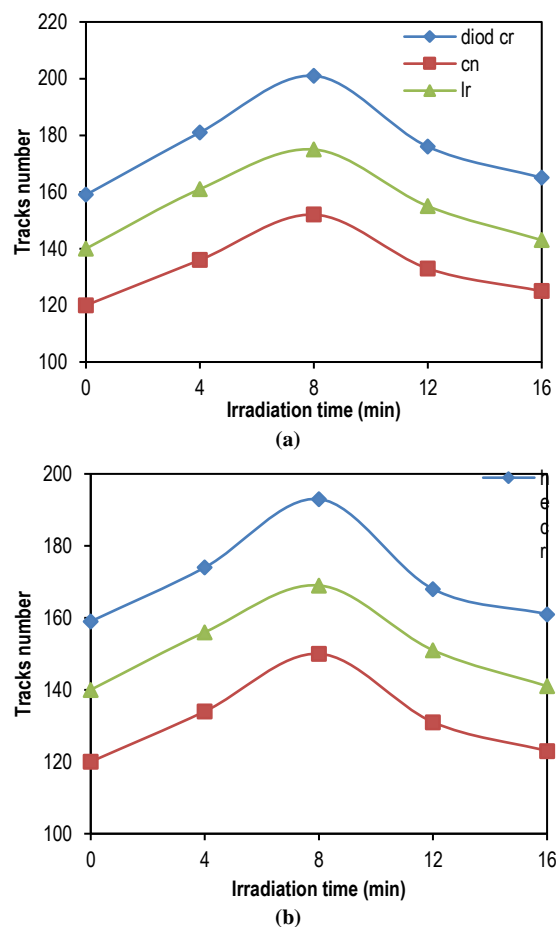 220
200
180
160
140
120
100
Tracks number
diod cr
cn
lr
0 4 8 12 16
Irradiation time (min)
(a)
200
180
160
140
120
100
Tracks number
h
e
c
r
0 4 8 12 16
Irradiation time (min)
(b)